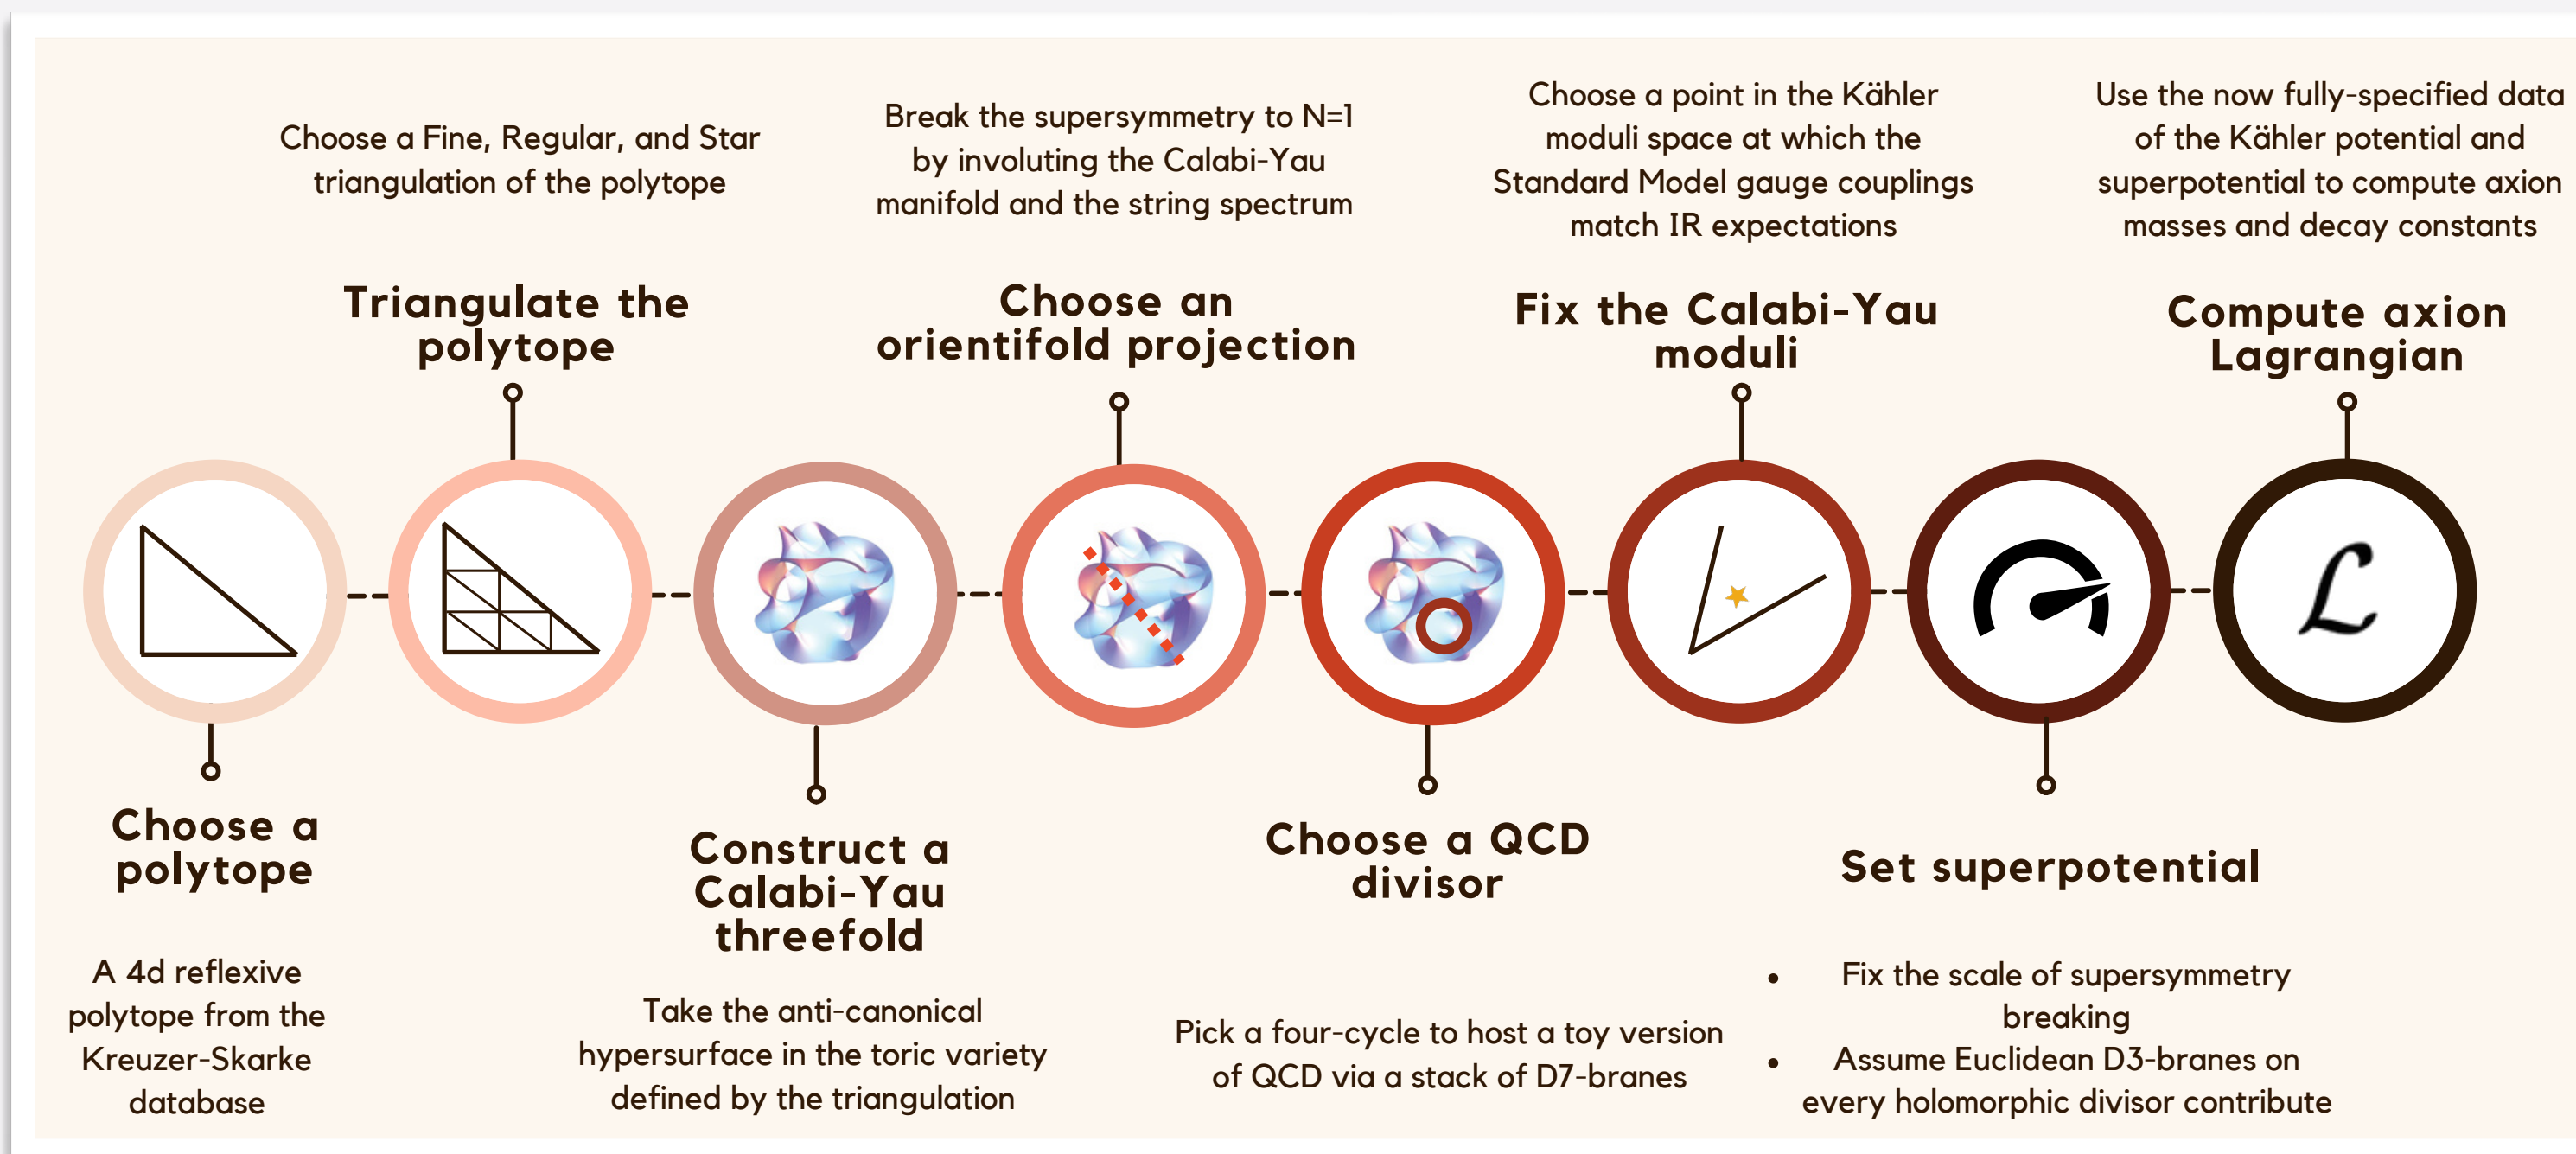 Choose a
polytope
A 4d reflexive
polytope from the
Kreuzer-Skarke
database
Choose a Fine, Regular, and Star
triangulation of the polytope
Triangulate the
polytope
Construct a
Calabi-Yau
threefold
Take the anti-canonical
hypersurface in the toric variety
defined by the triangulation
Break the supersymmetry to N=1
by involuting the Calabi-Yau
manifold and the string spectrum
Choose an
orientifold projection
Choose a QCD
divisor
Pick a four-cycle to host a toy version
of QCD via a stack of D7-branes
Choose a point in the Kähler
moduli space at which the
Standard Model gauge couplings
match IR expectations
Fix the Calabi-Yau
moduli
Set superpotential
• Fix the scale of supersymmetry
breaking
• Assume Euclidean D3-branes on
every holomorphic divisor contribute
Use the now fully-specified data
of the Kähler potential and
superpotential to compute axion
masses and decay constants
Compute axion
Lagrangian
ℒ